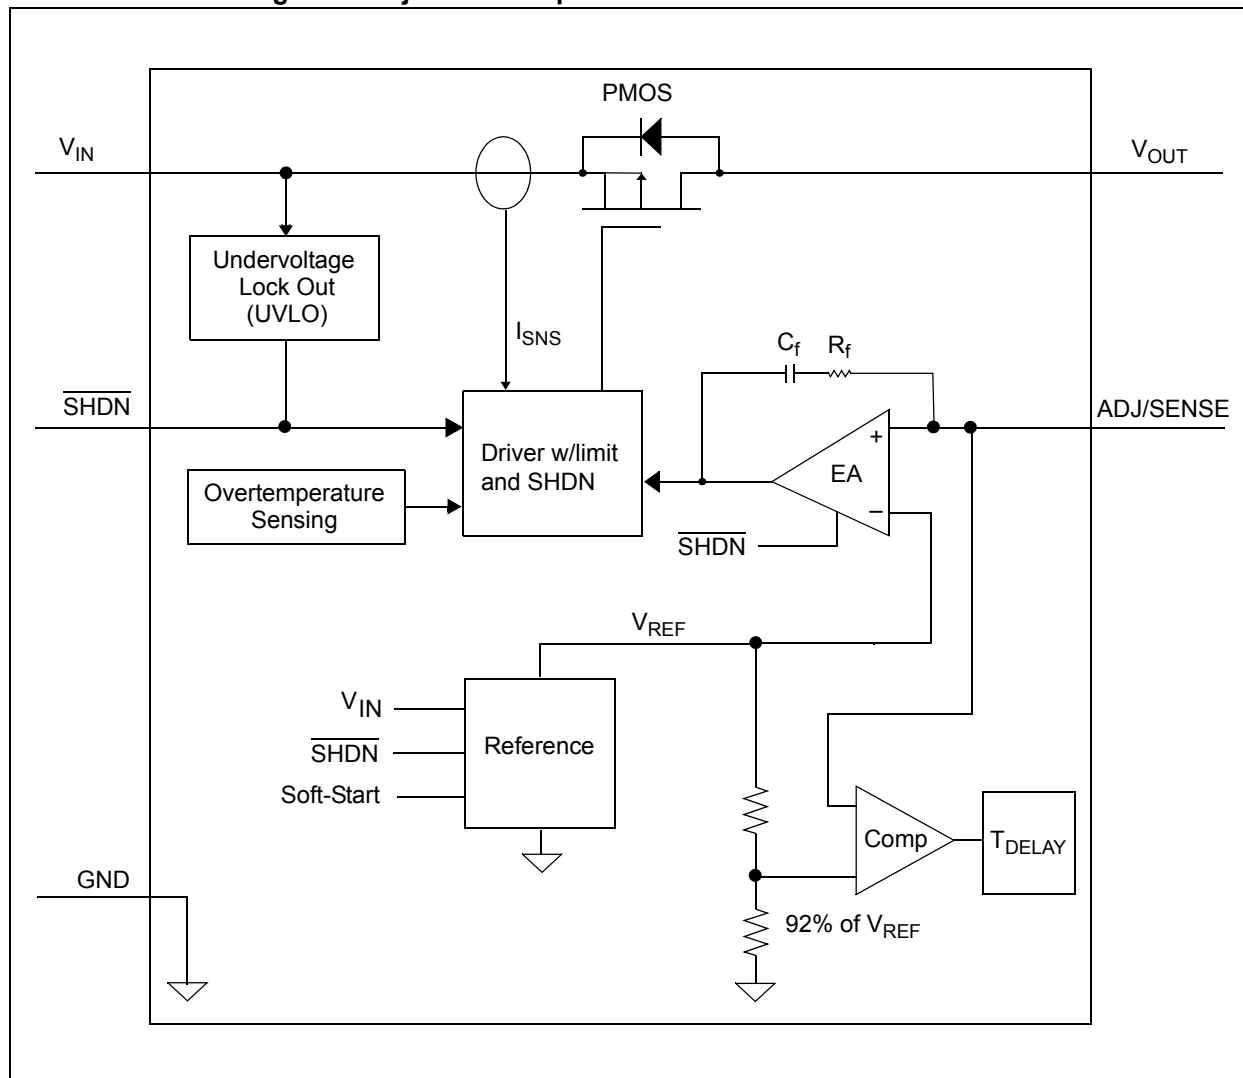 PMOS
V_IN
V_OUT
Undervoltage
Lock Out
(UVLO)
I_SNS
C_f
R_f
SHDN
ADJ/SENSE
Driver w/limit
and SHDN
+
EA
−
Overtemperature
Sensing
SHDN
V_REF
V_IN
SHDN
Soft-Start
Reference
Comp
T_DELAY
GND
92% of V_REF